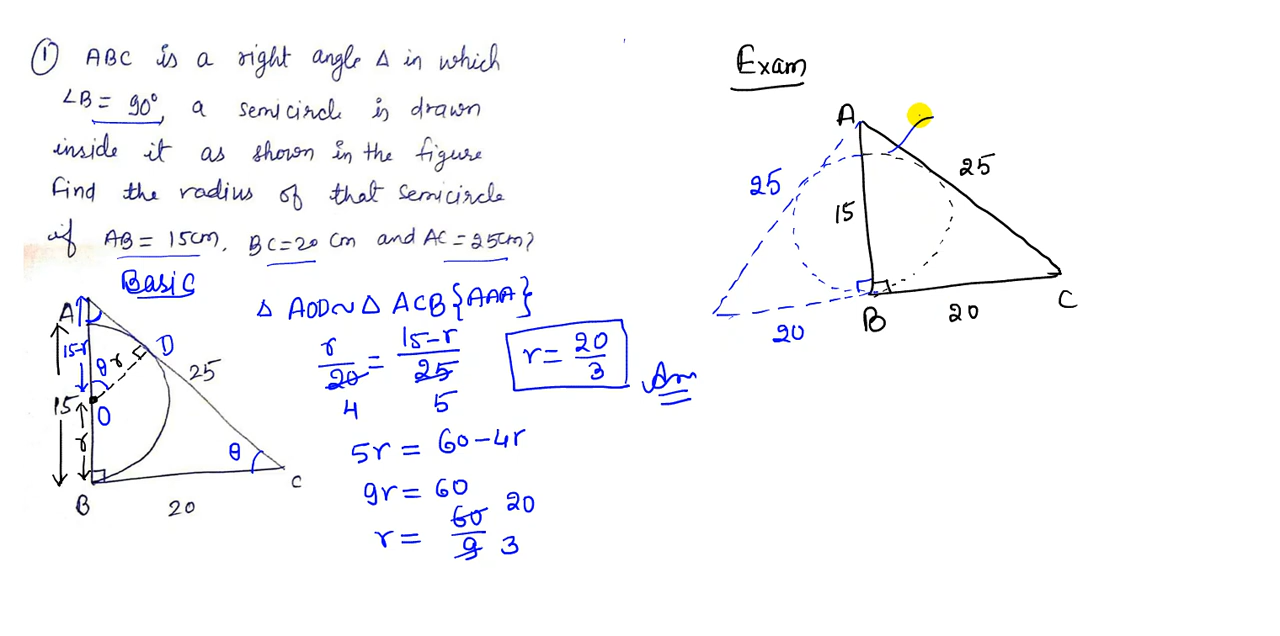 ① ABC is a right angle Δ in which
∠B = 90°, a semicircle is drawn
inside it as shown in the figure
Find the radius of that semicircle
if AB = 15cm, BC = 20 cm and AC = 25cm?
Basic
A
15-r
θ
r
D
25
15
O
r
θ
B
20
C
Δ AOD ~ Δ ACB {AAA}
r/20 = 15-r/25
4 5
5r = 60-4r
9r = 60
r = 60/9 20 3
r = 20/3
Ans
Exam
A
25
25
15
20
B
20
C